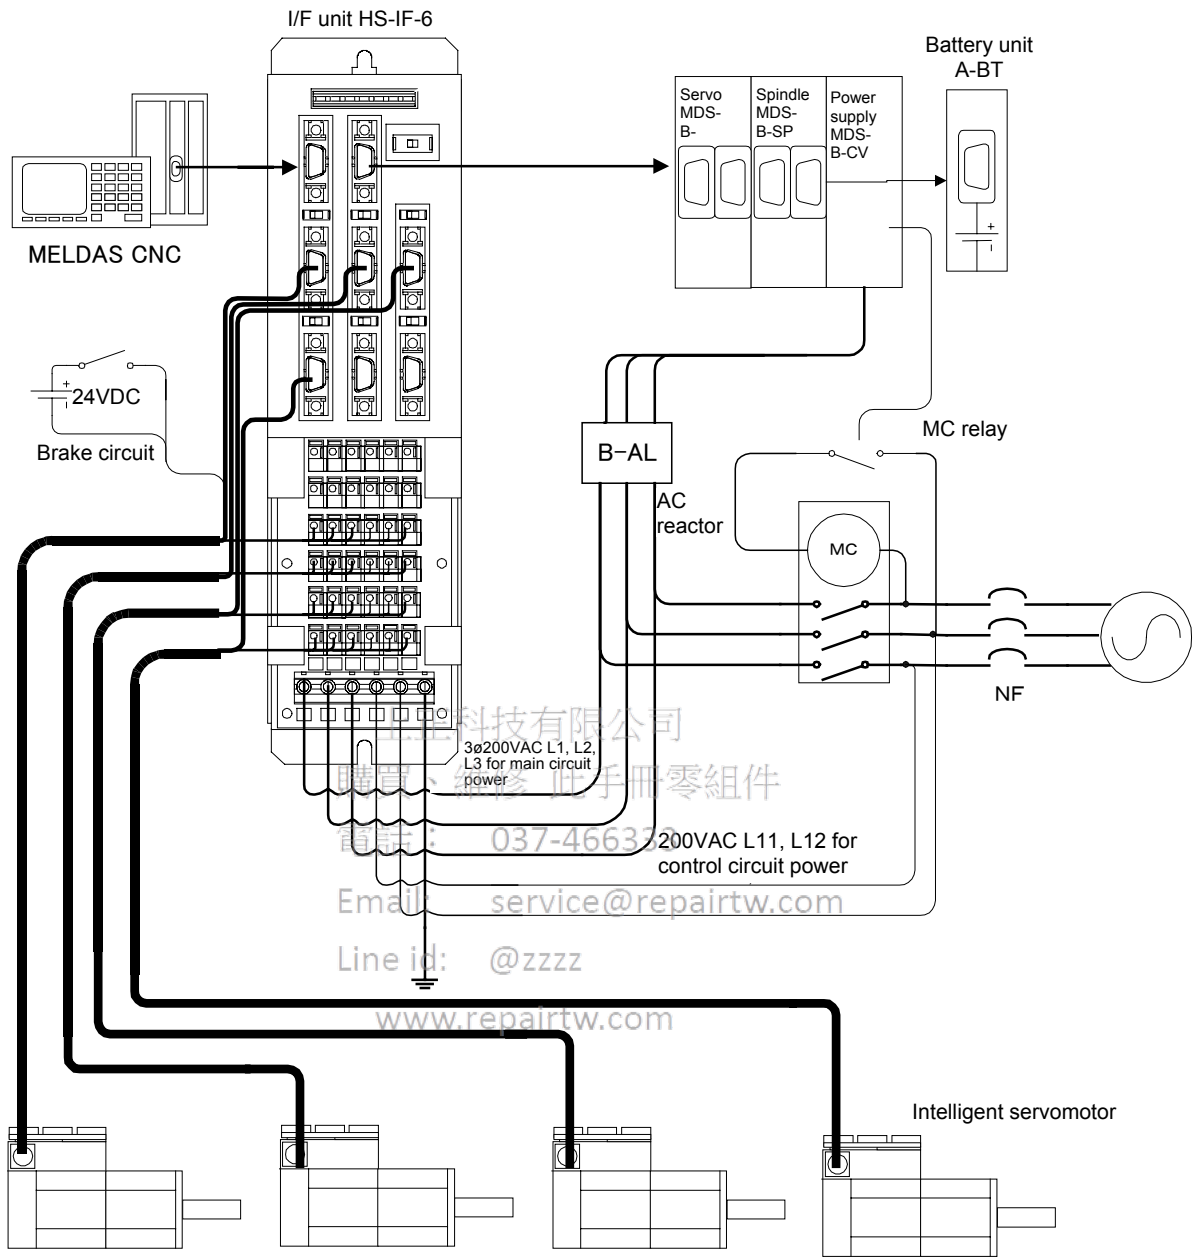 I/F unit HS-IF-6
Battery unit
A-BT
Servo
MDS-
B-
Spindle
MDS-
B-SP
Power
supply
MDS-
B-CV
MELDAS CNC
24VDC
Brake circuit
MC relay
B-AL
AC
reactor
MC
NF
上正科技有限公司
3ø200VAC L1, L2,
L3 for main circuit
power
購買、維修 此手冊零組件
電話： 037-466333
200VAC L11, L12 for
control circuit power
Email: service@repairtw.com
Line id: @zzzz
www.repairtw.com
Intelligent servomotor